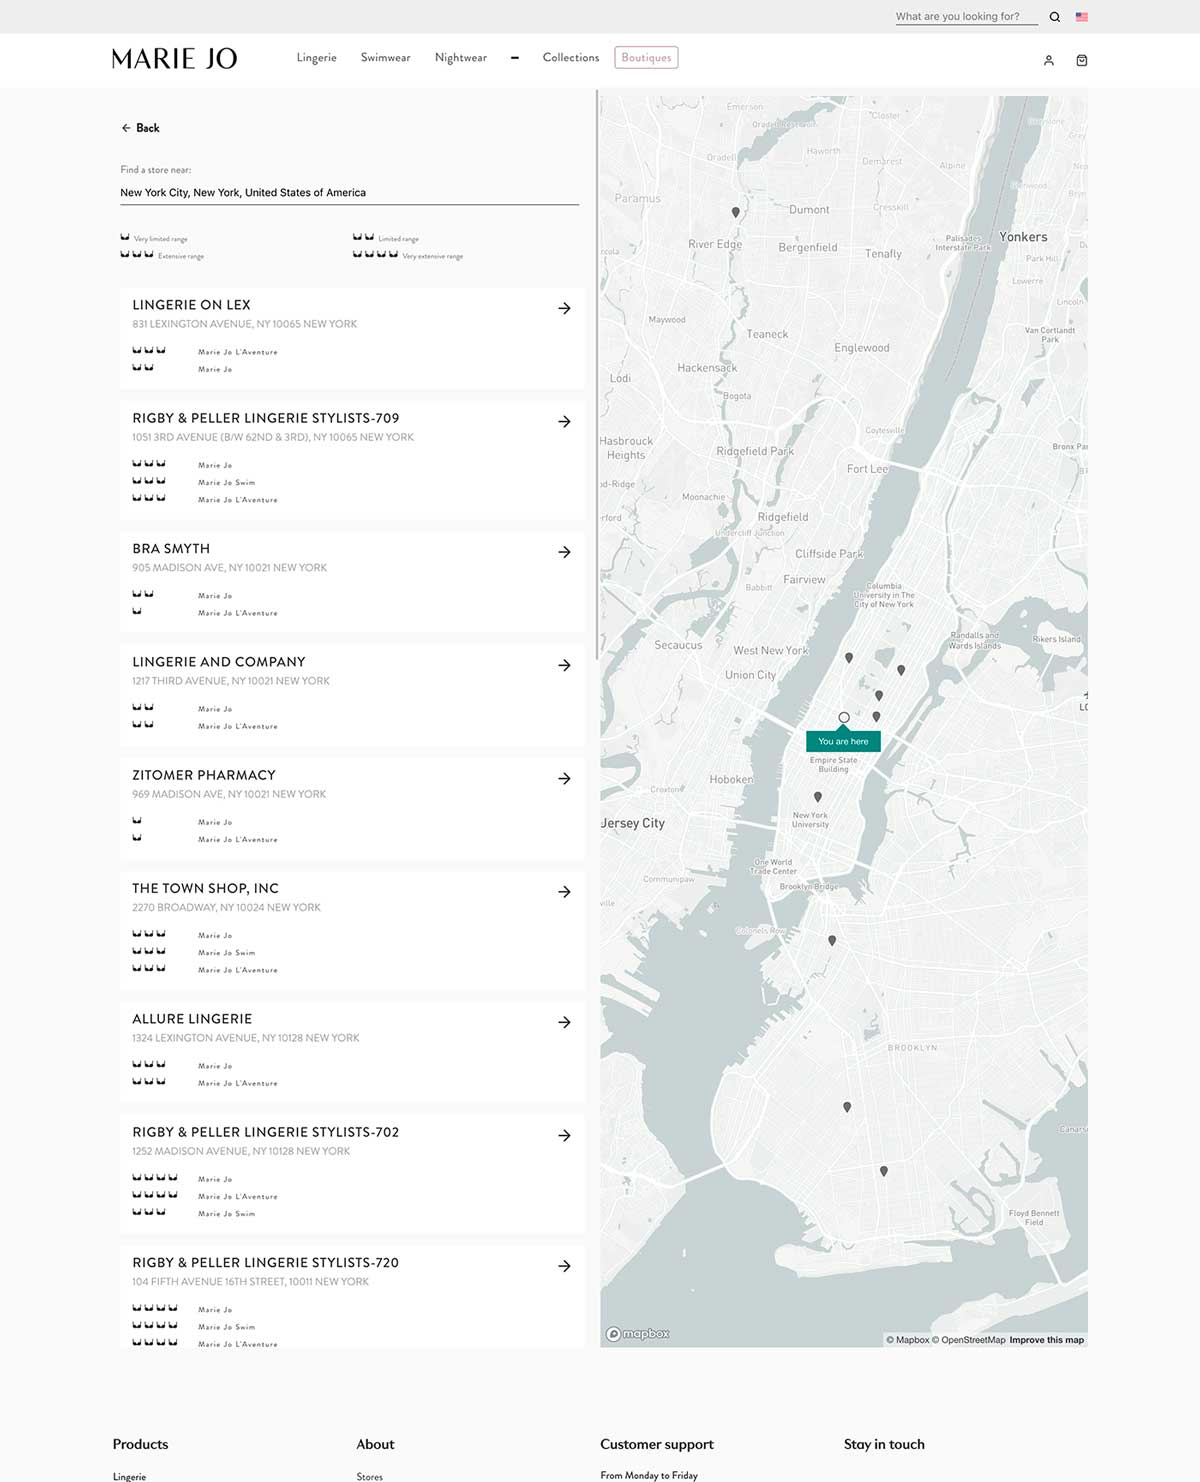 What are you looking for?
MARIE JO
Lingerie
Swimwear
Nightwear
Collections
Boutiques
← Back
Find a store near:
New York City, New York, United States of America
Very limited range
Limited range
Extensive range
Very extensive range
LINGERIE ON LEX
831 LEXINGTON AVENUE, NY 10065 NEW YORK
Marie Jo L'Aventure
Marie Jo
RIGBY & PELLER LINGERIE STYLISTS-709
1051 3RD AVENUE (B/W 62ND & 3RD), NY 10065 NEW YORK
Marie Jo
Marie Jo Swim
Marie Jo L'Aventure
BRA SMYTH
905 MADISON AVE, NY 10021 NEW YORK
Marie Jo
Marie Jo L'Aventure
LINGERIE AND COMPANY
1217 THIRD AVENUE, NY 10021 NEW YORK
Marie Jo
Marie Jo L'Aventure
ZITOMER PHARMACY
969 MADISON AVE, NY 10021 NEW YORK
Marie Jo
Marie Jo L'Aventure
THE TOWN SHOP, INC
2270 BROADWAY, NY 10024 NEW YORK
Marie Jo
Marie Jo Swim
Marie Jo L'Aventure
ALLURE LINGERIE
1324 LEXINGTON AVENUE, NY 10128 NEW YORK
Marie Jo
Marie Jo L'Aventure
RIGBY & PELLER LINGERIE STYLISTS-702
1252 MADISON AVENUE, NY 10128 NEW YORK
Marie Jo
Marie Jo L'Aventure
Marie Jo Swim
RIGBY & PELLER LINGERIE STYLISTS-720
104 FIFTH AVENUE 16TH STREET, 10011 NEW YORK
Marie Jo
Marie Jo Swim
Marie Jo L'Aventure
Emerson
Closter
Haworth
Oradell
Demarest
Alpine
Paramus
Dumont
Cresskill
River Edge
Bergenfield
Tenafly
Palisades
Interstate Park
Yonkers
Park Hill
Lowerre
Lincoln
Maywood
Teaneck
Van Cortlandt
Park
Englewood
Hackensack
Lodi
Bogota
Coytesville
Hasbrouck
Heights
Ridgefield Park
Fort Lee
Moonachie
Ridgefield
Undercliff Junction
Cliffside Park
Fairview
Babbitt
Columbia
University in The
City of New York
Secaucus
West New York
Randalls and
Wards Islands
Rikers Island
Union City
You are here
Empire State
Building
Hoboken
Croxton
Jersey City
New York
University
One World
Trade Center
Communipaw
Brooklyn Bridge
Colonels Row
BROOKLYN
Floyd Bennett
Field
mapbox
© Mapbox © OpenStreetMap Improve this map
Products
About
Customer support
Stay in touch
Lingerie
Stores
From Monday to Friday